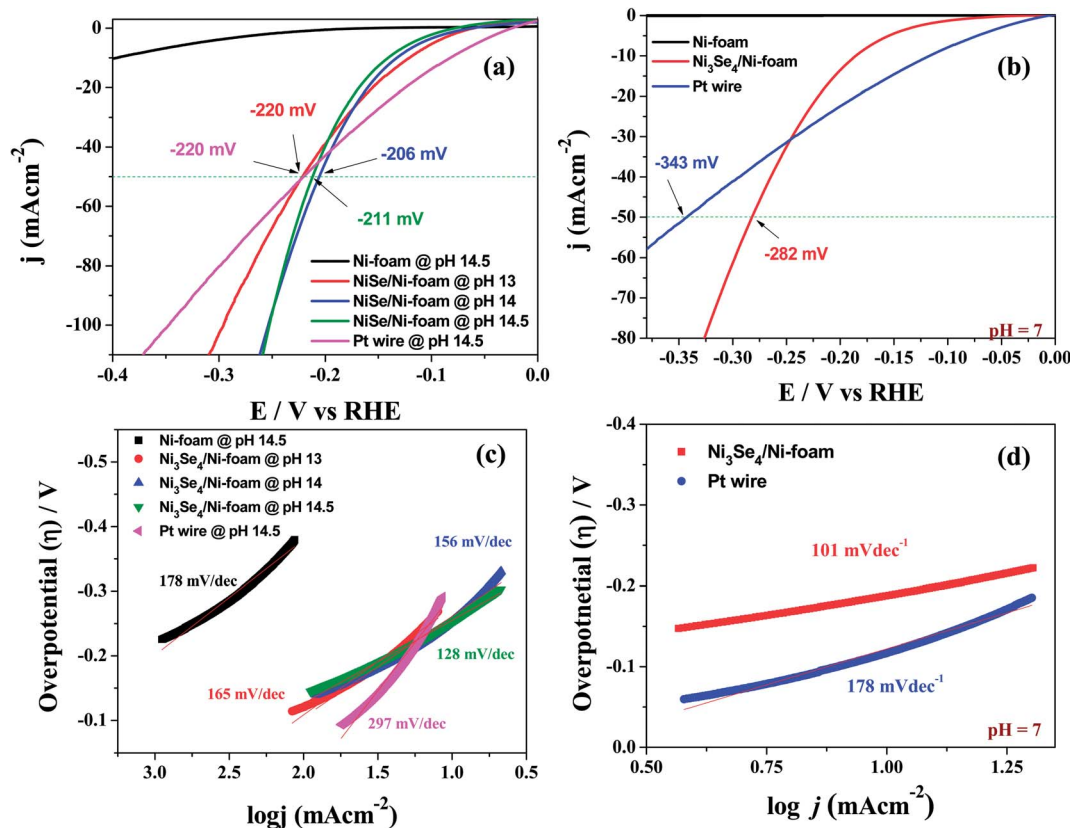 (a)
0
-20
-40
-60
-80
-100
j (mAcm⁻²)
-220 mV
-220 mV
-206 mV
-211 mV
Ni-foam @ pH 14.5
NiSe/Ni-foam @ pH 13
NiSe/Ni-foam @ pH 14
NiSe/Ni-foam @ pH 14.5
Pt wire @ pH 14.5
-0.4 -0.3 -0.2 -0.1 0.0
E / V vs RHE
(b)
0
-10
-20
-30
-40
-50
-60
-70
-80
j (mAcm⁻²)
Ni-foam
Ni₃Se₄/Ni-foam
Pt wire
-343 mV
-282 mV
pH = 7
-0.35 -0.30 -0.25 -0.20 -0.15 -0.10 -0.05 0.00
E / V vs RHE
(c)
-0.5
-0.4
-0.3
-0.2
-0.1
Overpotential (η) / V
Ni-foam @ pH 14.5
Ni₃Se₄/Ni-foam @ pH 13
Ni₃Se₄/Ni-foam @ pH 14
Ni₃Se₄/Ni-foam @ pH 14.5
Pt wire @ pH 14.5
178 mV/dec
156 mV/dec
128 mV/dec
165 mV/dec
297 mV/dec
3.0 2.5 2.0 1.5 1.0 0.5
logj (mAcm⁻²)
(d)
-0.4
-0.3
-0.2
-0.1
0.0
Overpotnetial (η) / V
Ni₃Se₄/Ni-foam
Pt wire
101 mVdec⁻¹
178 mVdec⁻¹
pH = 7
0.50 0.75 1.00 1.25
log j (mAcm⁻²)